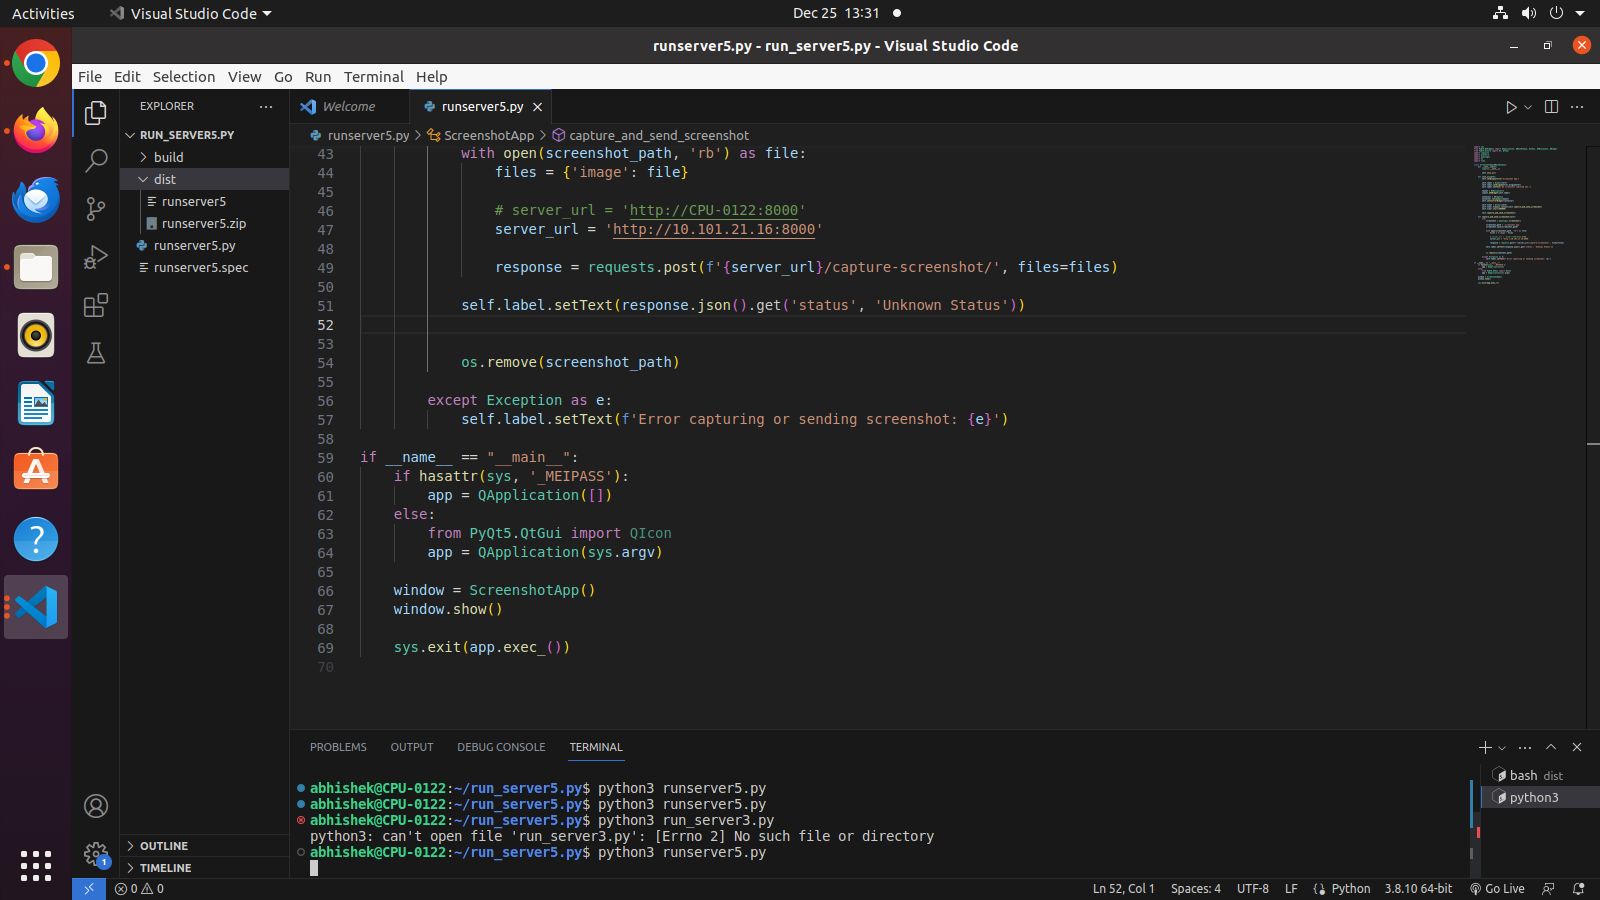 Activities
Visual Studio Code
Dec 25 13:31
runserver5.py - run_server5.py - Visual Studio Code
File Edit Selection View Go Run Terminal Help
EXPLORER
Welcome
runserver5.py
RUN_SERVER5.PY
build
dist
runserver5
runserver5.zip
runserver5.py
runserver5.spec
OUTLINE
TIMELINE
runserver5.py > ScreenshotApp > capture_and_send_screenshot
43 with open(screenshot_path, 'rb') as file:
44 files = {'image': file}
45
46 # server_url = 'http://CPU-0122:8000'
47 server_url = 'http://10.101.21.16:8000'
48
49 response = requests.post(f'{server_url}/capture-screenshot/', files=files)
50
51 self.label.setText(response.json().get('status', 'Unknown Status'))
52
53
54 os.remove(screenshot_path)
55
56 except Exception as e:
57 self.label.setText(f'Error capturing or sending screenshot: {e}')
58
59 if __name__ == "__main__":
60 if hasattr(sys, '_MEIPASS'):
61 app = QApplication([])
62 else:
63 from PyQt5.QtGui import QIcon
64 app = QApplication(sys.argv)
65
66 window = ScreenshotApp()
67 window.show()
68
69 sys.exit(app.exec_())
70
PROBLEMS OUTPUT DEBUG CONSOLE TERMINAL
abhishek@CPU-0122:~/run_server5.py$ python3 runserver5.py
abhishek@CPU-0122:~/run_server5.py$ python3 runserver5.py
abhishek@CPU-0122:~/run_server5.py$ python3 run_server3.py
python3: can't open file 'run_server3.py': [Errno 2] No such file or directory
abhishek@CPU-0122:~/run_server5.py$ python3 runserver5.py
bash dist
python3
1
0 0
Ln 52, Col 1 Spaces: 4 UTF-8 LF Python 3.8.10 64-bit Go Live